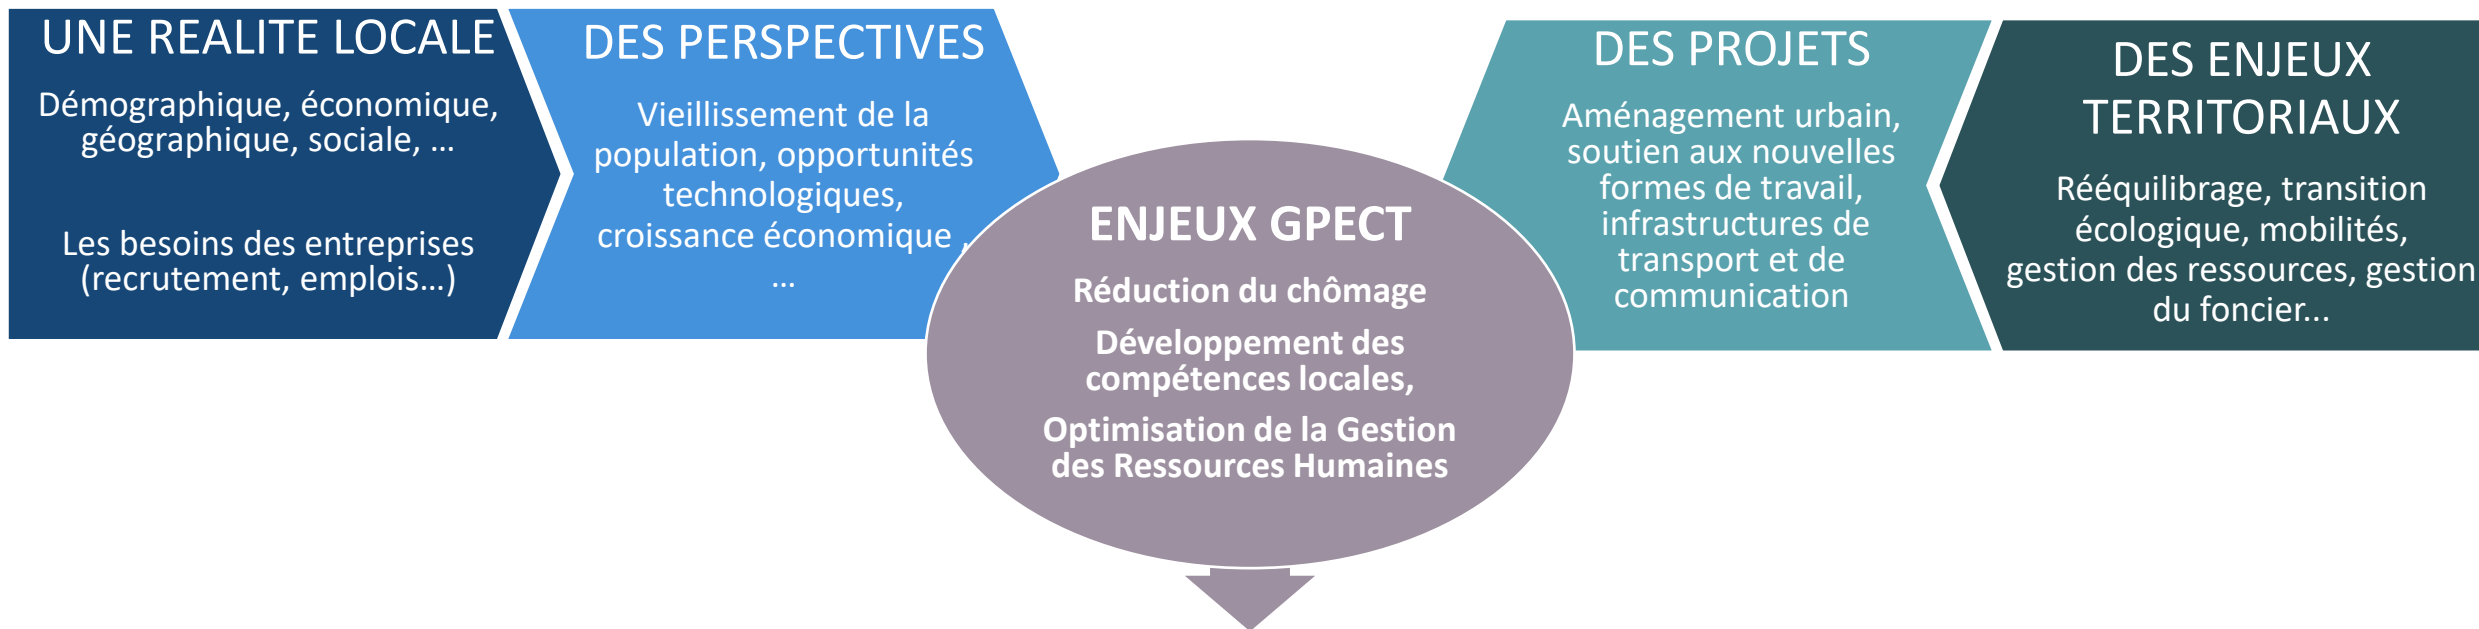 UNE REALITE LOCALE
Démographique, économique,
géographique, sociale, ...
Les besoins des entreprises
(recrutement, emplois...)
DES PERSPECTIVES
Vieillissement de la
population, opportunités
technologiques,
croissance économique ,
...
ENJEUX GPECT
Réduction du chômage
Développement des
compétences locales,
Optimisation de la Gestion
des Ressources Humaines
DES PROJETS
Aménagement urbain,
soutien aux nouvelles
formes de travail,
infrastructures de
transport et de
communication
DES ENJEUX
TERRITORIAUX
Rééquilibrage, transition
écologique, mobilités,
gestion des ressources, gestion
du foncier...